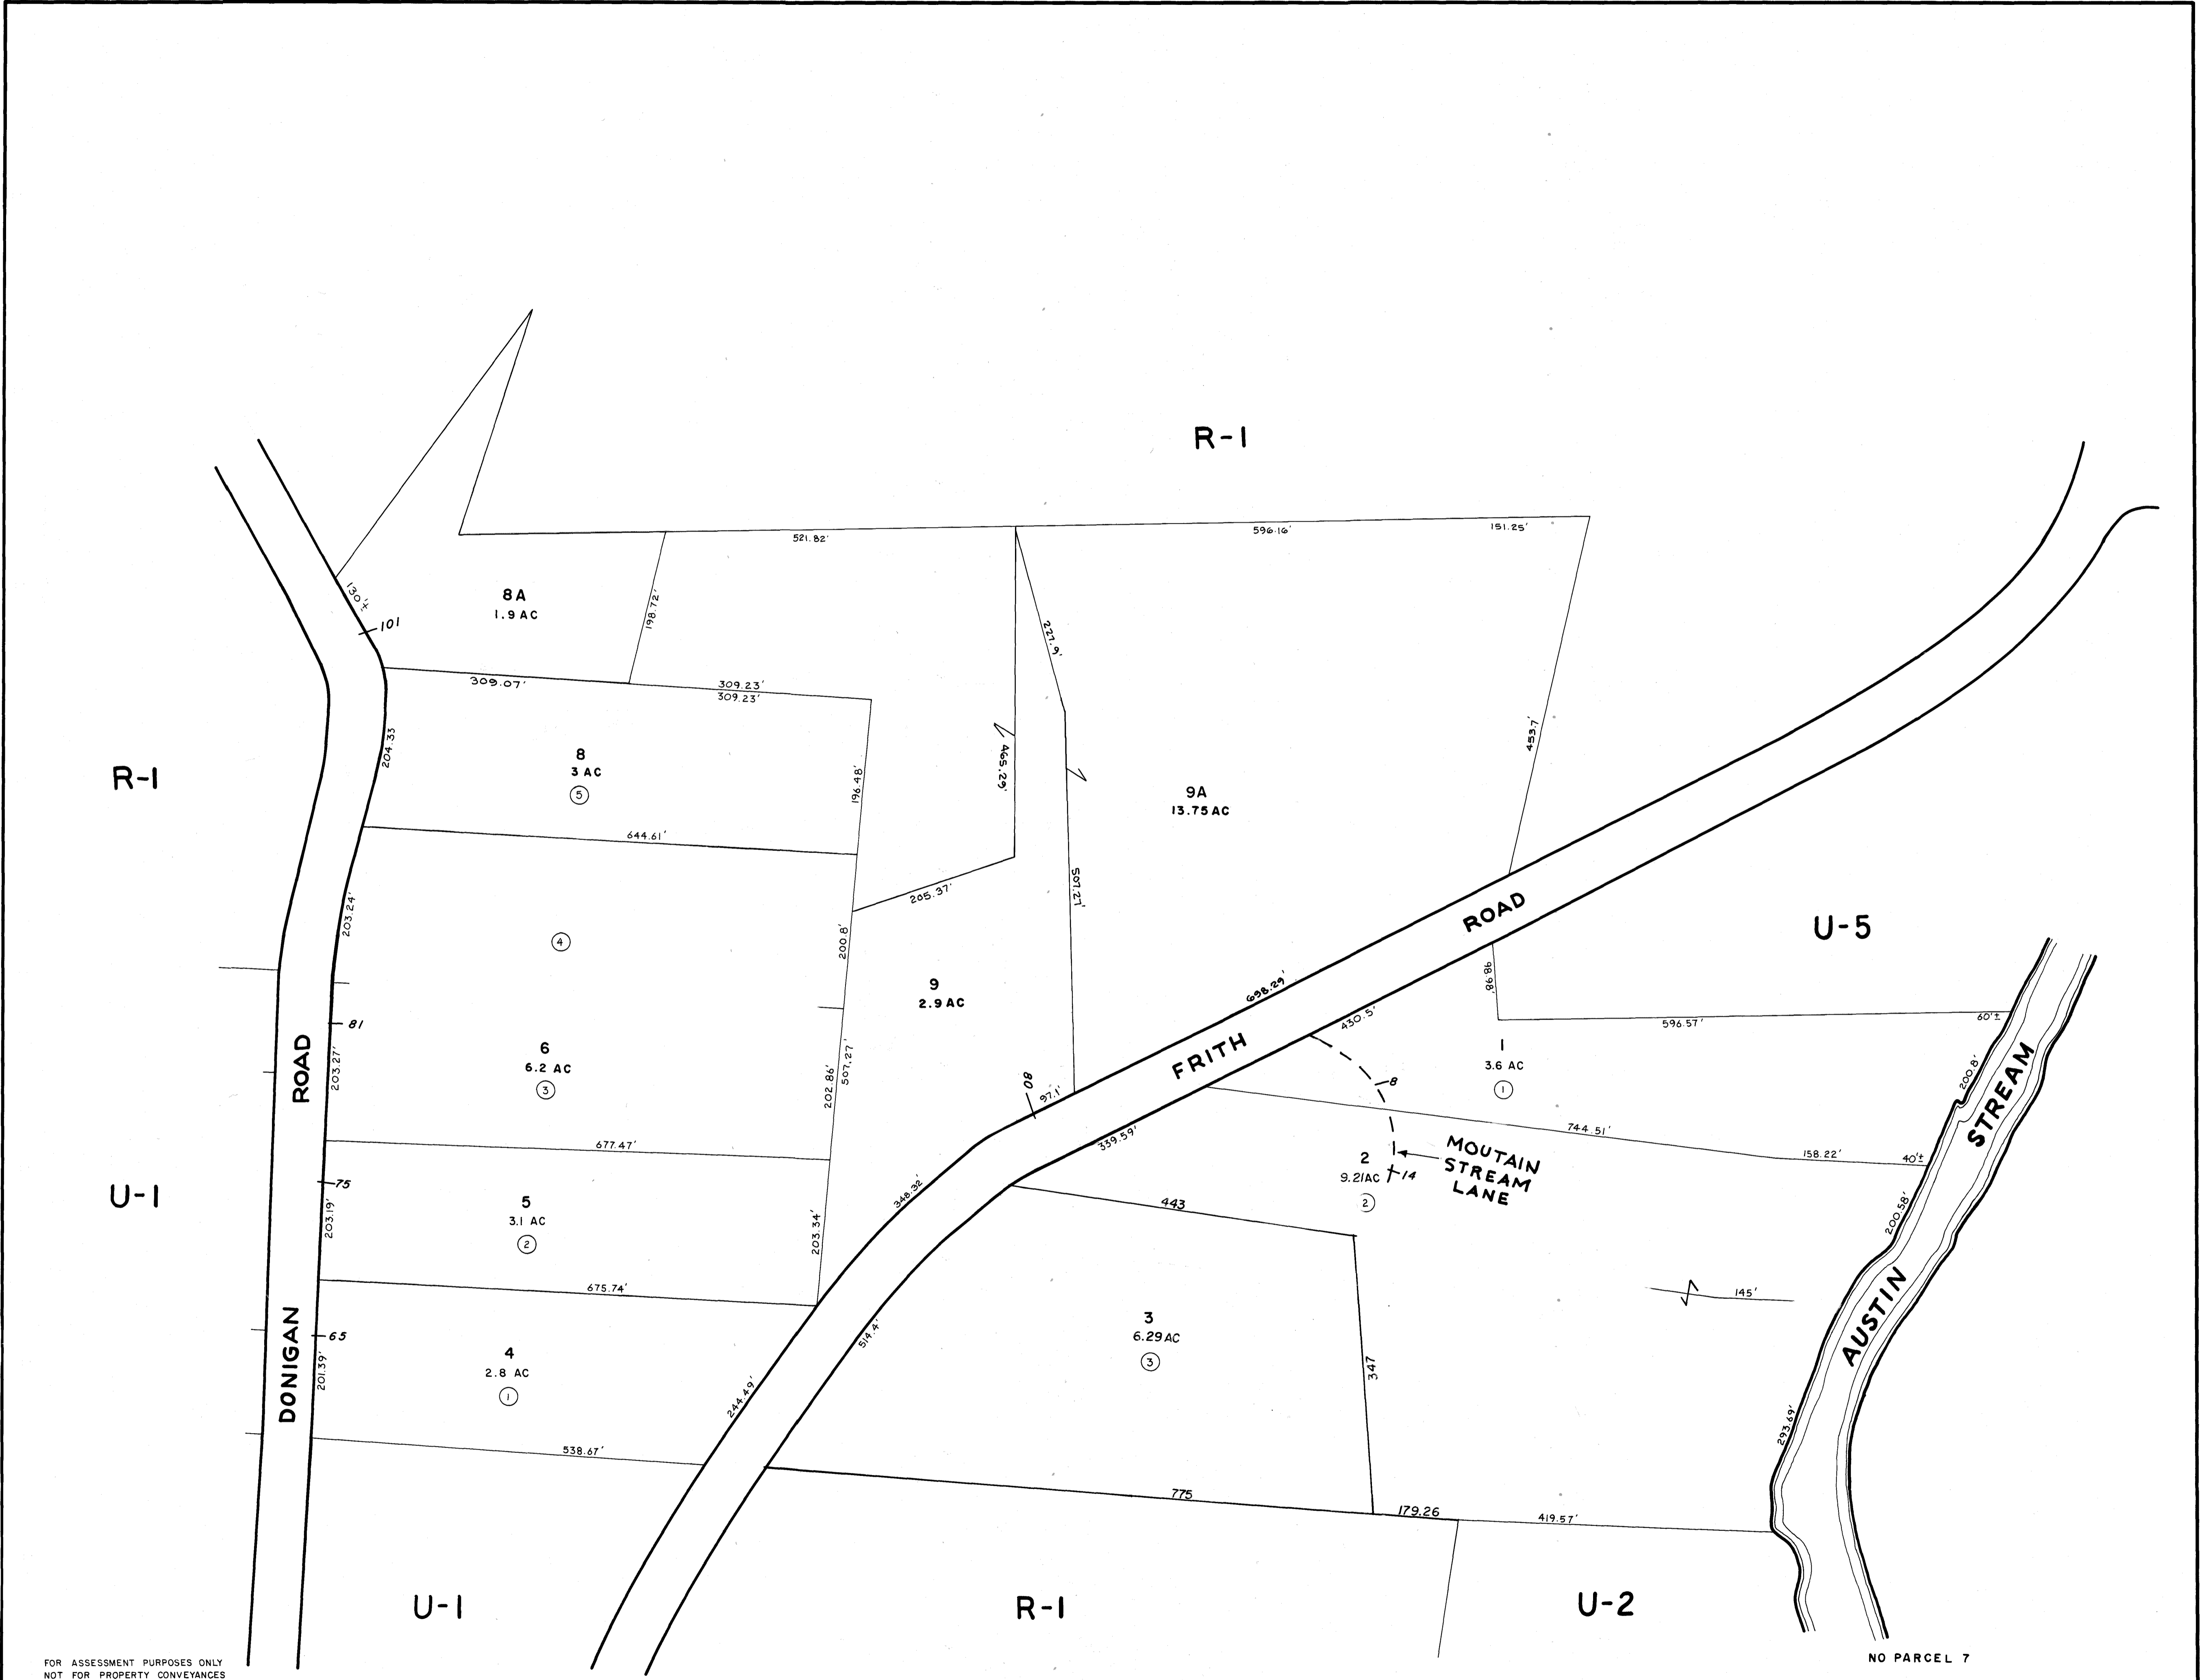 R-1
521.82'
596.16'
151.25'
130'±
101
8A
1.9 AC
198.72'
227.9'
309.07'
309.23'
309.23'
204.33
8
3 AC
5
196.48'
465.29'
453.7'
R-1
9A
13.75 AC
644.61'
205.37'
507.27'
203.24'
4
200.8'
ROAD
U-5
98.98'
9
2.9 AC
698.29'
430.5'
596.57'
60'±
81
6
6.2 AC
3
203.27'
ROAD
202.86'
507.27'
80
97.1'
FRITH
8
1
3.6 AC
1
200.8'
STREAM
677.47'
339.59'
744.51'
158.22'
40'±
MOUTAIN
STREAM
LANE
2
9.21AC
14
2
U-1
75
203.19'
5
3.1 AC
2
203.34'
348.32'
443
200.58'
675.74'
145'
AUSTIN
65
DONIGAN
201.39'
4
2.8 AC
1
244.49'
514.4'
3
6.29 AC
3
347
293.69'
538.67'
775
179.26
419.57'
U-1
R-1
U-2
FOR ASSESSMENT PURPOSES ONLY
NOT FOR PROPERTY CONVEYANCES
NO PARCEL 7